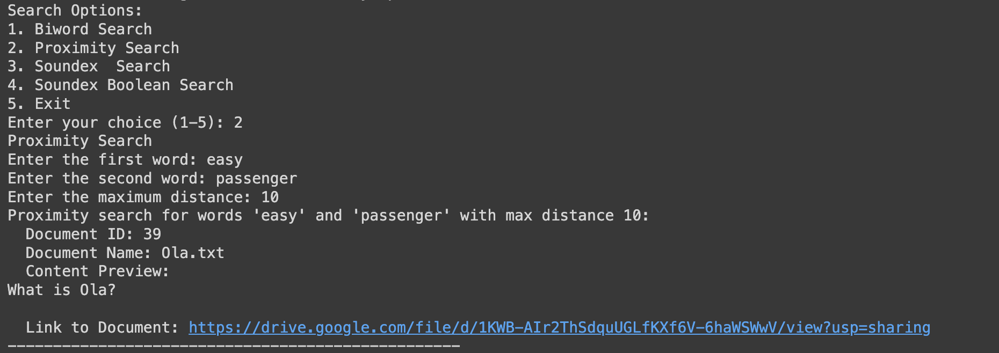 Search Options:
1. Biword Search
2. Proximity Search
3. Soundex  Search
4. Soundex Boolean Search
5. Exit
Enter your choice (1-5): 2
Proximity Search
Enter the first word: easy
Enter the second word: passenger
Enter the maximum distance: 10
Proximity search for words 'easy' and 'passenger' with max distance 10:
  Document ID: 39
  Document Name: Ola.txt
  Content Preview:
What is Ola?

  Link to Document: https://drive.google.com/file/d/1KWB-AIr2ThSdquUGLfKXf6V-6haWSWwV/view?usp=sharing
--------------------------------------------------